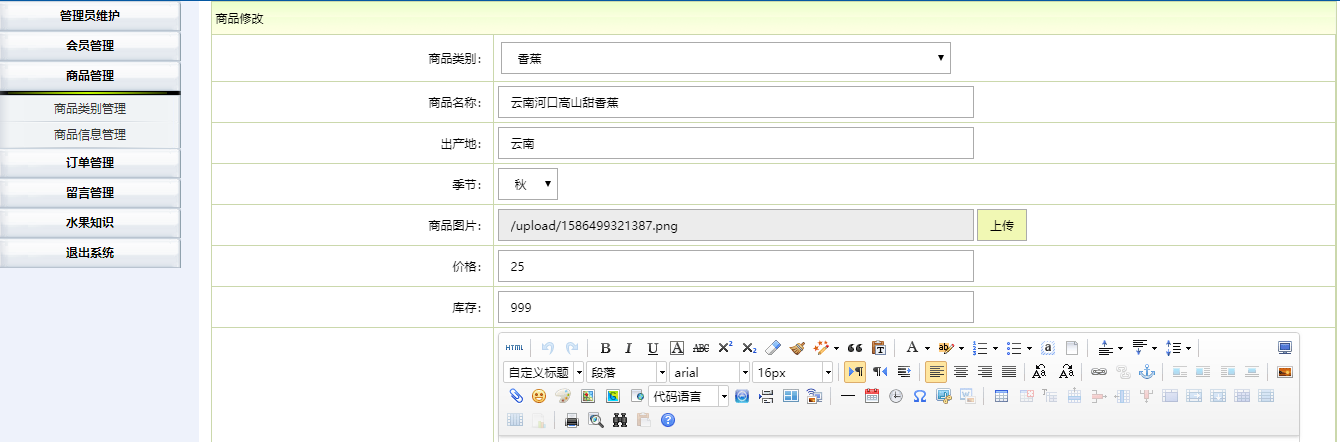 管理员维护
会员管理
商品管理
商品类别管理
商品信息管理
订单管理
留言管理
水果知识
退出系统
商品修改
商品类别: 香蕉
商品名称: 云南河口高山甜香蕉
出产地: 云南
季节: 秋
商品图片: /upload/1586499321387.png 上传
价格: 25
库存: 999
HTML B I U A ABC X² X₂ A ab a
自定义标题 段落 arial 16px
代码语言